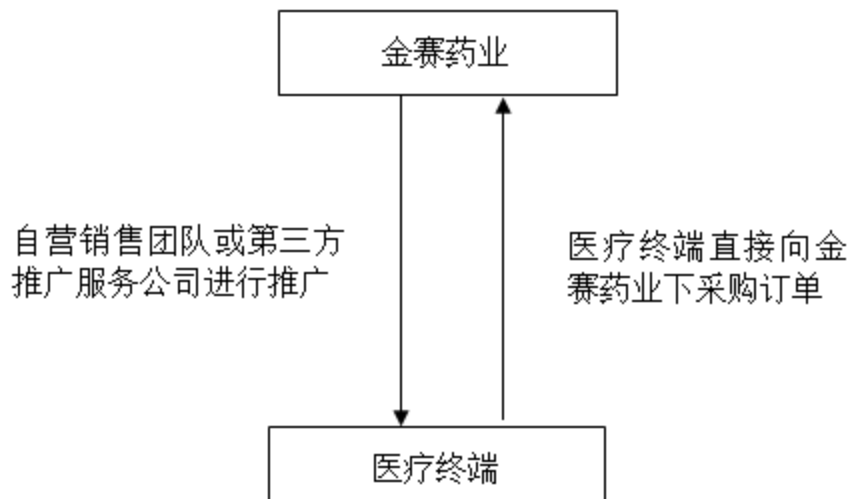 金赛药业
自营销售团队或第三方
推广服务公司进行推广
医疗终端直接向金
赛药业下采购订单
医疗终端